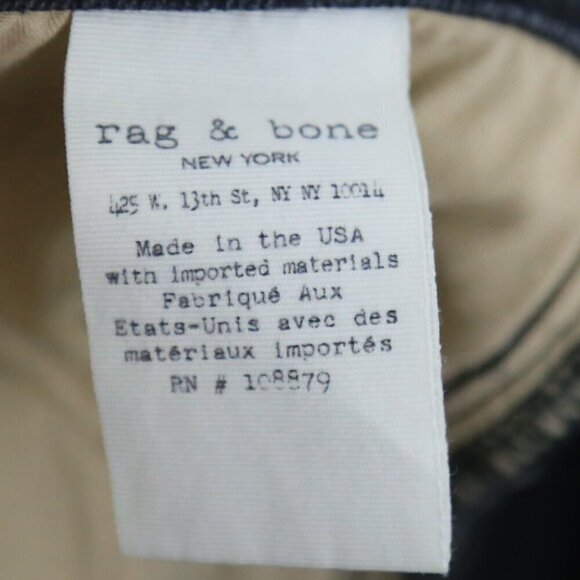 rag & bone
NEW YORK
425 W. 13th St, NY NY 10014
Made in the USA
with imported materials
Fabriqué Aux
Etats-Unis avec des
matériaux importés
RN # 108879